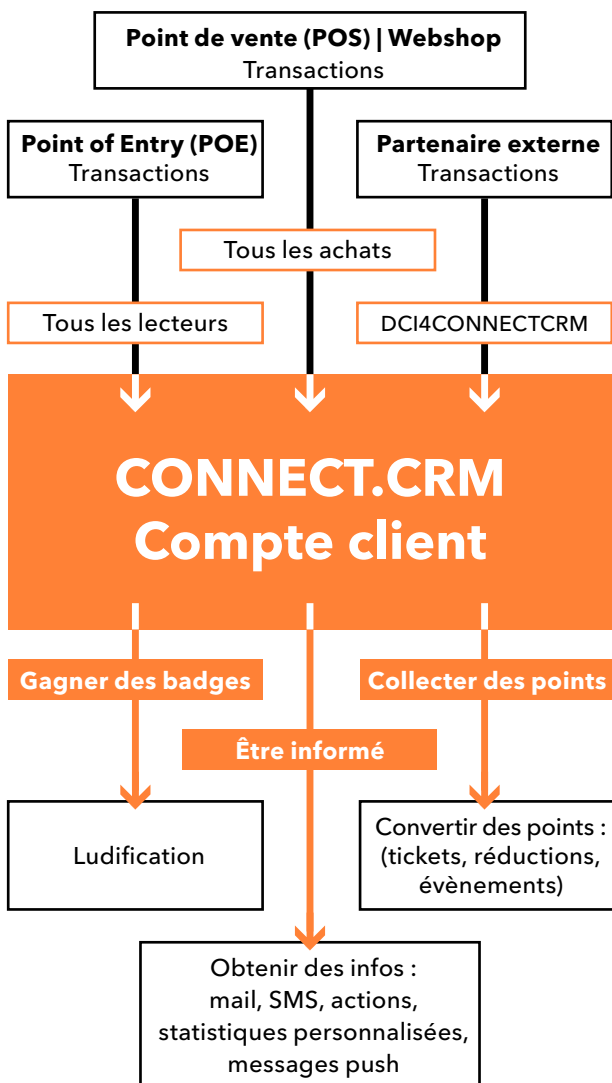 Point de vente (POS) | Webshop
Transactions
Point of Entry (POE)
Transactions
Partenaire externe
Transactions
Tous les achats
Tous les lecteurs
DCI4CONNECTCRM
CONNECT.CRM
Compte client
Gagner des badges
Collecter des points
Être informé
Ludification
Convertir des points :
(tickets, réductions,
évènements)
Obtenir des infos :
mail, SMS, actions,
statistiques personnalisées,
messages push